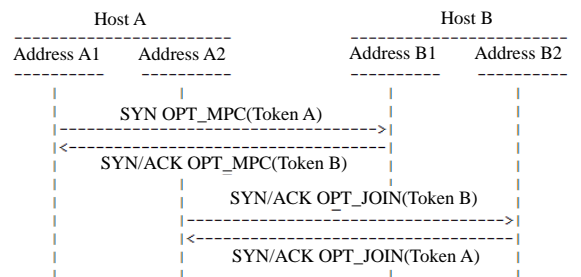 Host A Host B
Address A1 Address A2 Address B1 Address B2
SYN OPT_MPC(Token A)
SYN/ACK OPT_MPC(Token B)
SYN/ACK OPT_JOIN(Token B)
SYN/ACK OPT_JOIN(Token A)